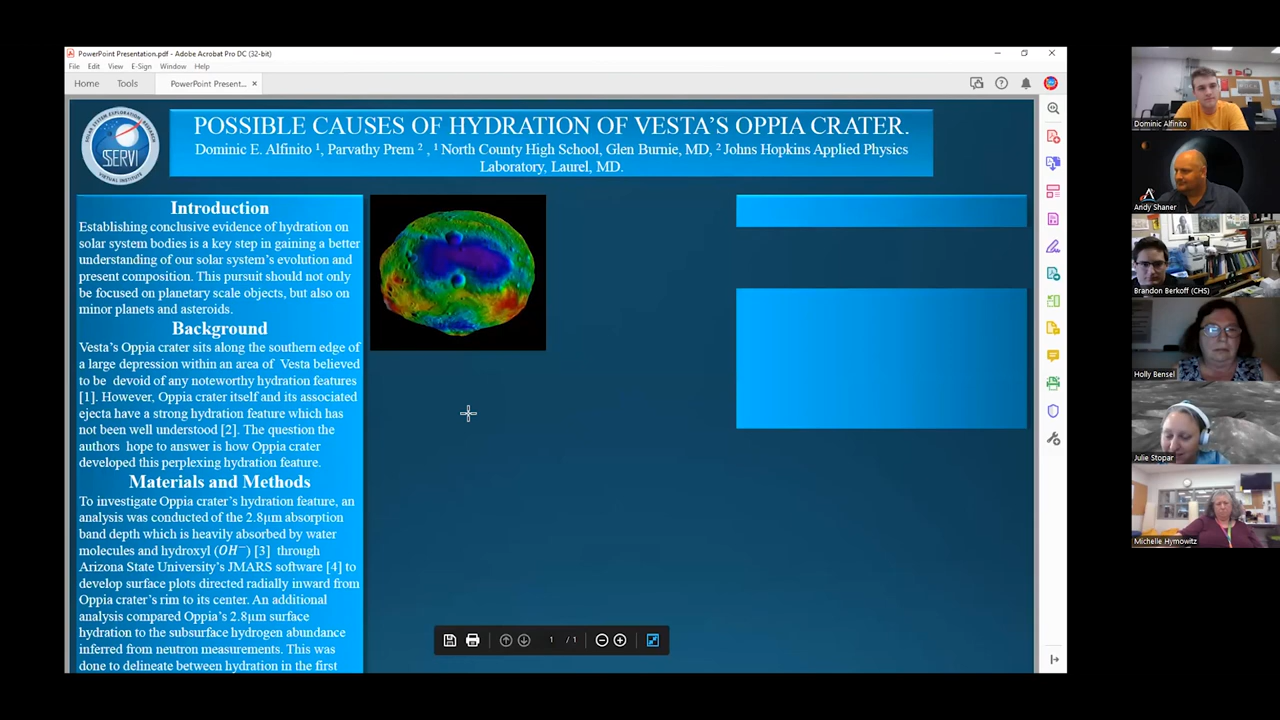 PowerPoint Presentation.pdf - Adobe Acrobat Pro DC (32-bit)
File Edit View E-Sign Window Help
Home Tools PowerPoint Present... ×
SOLAR SYSTEM EXPLORATION RESEARCH
SSERVI
VIRTUAL INSTITUTE
POSSIBLE CAUSES OF HYDRATION OF VESTA'S OPPIA CRATER.
Dominic E. Alfinito ¹, Parvathy Prem ² , ¹ North County High School, Glen Burnie, MD, ² Johns Hopkins Applied Physics
Laboratory, Laurel, MD.
Introduction
Establishing conclusive evidence of hydration on
solar system bodies is a key step in gaining a better
understanding of our solar system's evolution and
present composition. This pursuit should not only
be focused on planetary scale objects, but also on
minor planets and asteroids.
Background
Vesta's Oppia crater sits along the southern edge of
a large depression within an area of Vesta believed
to be devoid of any noteworthy hydration features
[1]. However, Oppia crater itself and its associated
ejecta have a strong hydration feature which has
not been well understood [2]. The question the
authors hope to answer is how Oppia crater
developed this perplexing hydration feature.
Materials and Methods
To investigate Oppia crater's hydration feature, an
analysis was conducted of the 2.8μm absorption
band depth which is heavily absorbed by water
molecules and hydroxyl (OH⁻) [3] through
Arizona State University's JMARS software [4] to
develop surface plots directed radially inward from
Oppia crater's rim to its center. An additional
analysis compared Oppia's 2.8μm surface
hydration to the subsurface hydrogen abundance
inferred from neutron measurements. This was
done to delineate between hydration in the first
1 / 1
Dominic Alfinito
Andy Shaner
Brandon Berkoff (CHS)
Holly Bensel
Julie Stopar
Michelle Hymowitz